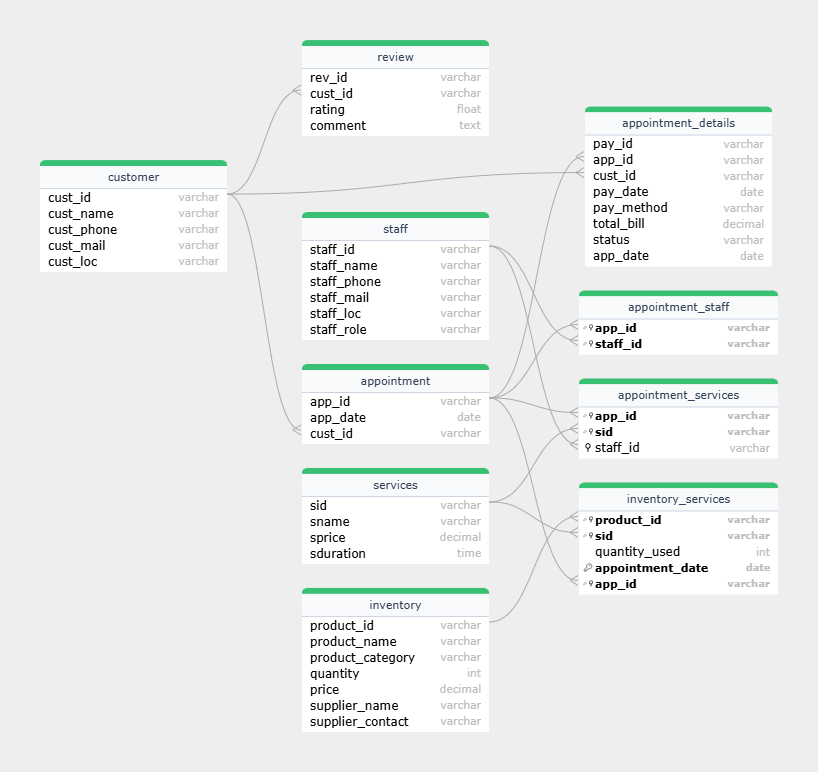 customer
cust_id varchar
cust_name varchar
cust_phone varchar
cust_mail varchar
cust_loc varchar
review
rev_id varchar
cust_id varchar
rating float
comment text
staff
staff_id varchar
staff_name varchar
staff_phone varchar
staff_mail varchar
staff_loc varchar
staff_role varchar
appointment
app_id varchar
app_date date
cust_id varchar
services
sid varchar
sname varchar
sprice decimal
sduration time
inventory
product_id varchar
product_name varchar
product_category varchar
quantity int
price decimal
supplier_name varchar
supplier_contact varchar
appointment_details
pay_id varchar
app_id varchar
cust_id varchar
pay_date date
pay_method varchar
total_bill decimal
status varchar
app_date date
appointment_staff
app_id varchar
staff_id varchar
appointment_services
app_id varchar
sid varchar
staff_id varchar
inventory_services
product_id varchar
sid varchar
quantity_used int
appointment_date date
app_id varchar